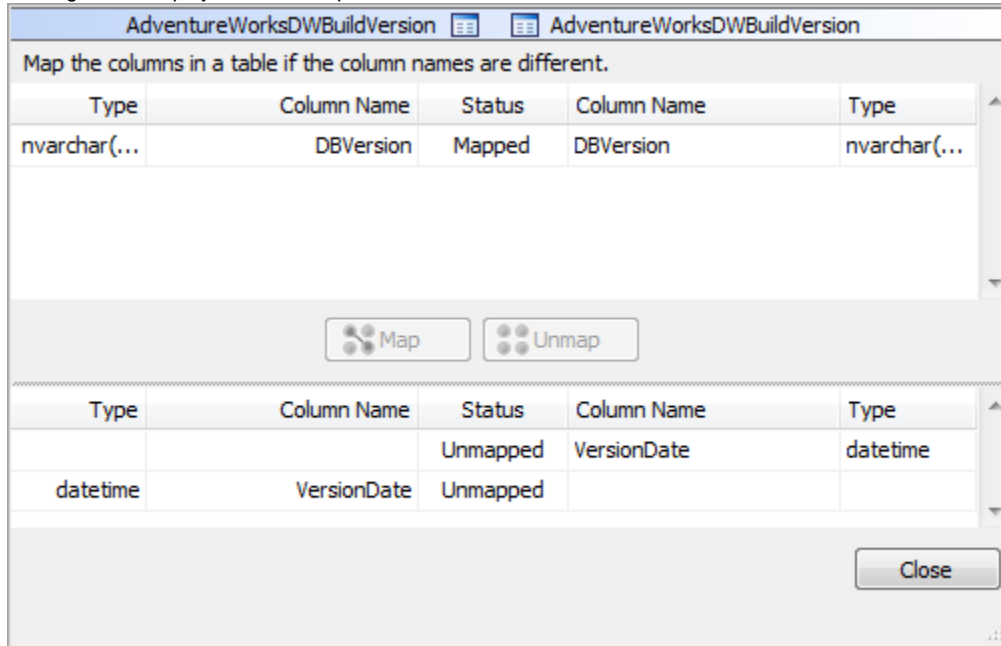 AdventureWorksDWBuildVersion AdventureWorksDWBuildVersion
Map the columns in a table if the column names are different.
Type Column Name Status Column Name Type
nvarchar(... DBVersion Mapped DBVersion nvarchar(...
Map Unmap
Type Column Name Status Column Name Type
Unmapped VersionDate datetime
datetime VersionDate Unmapped
Close